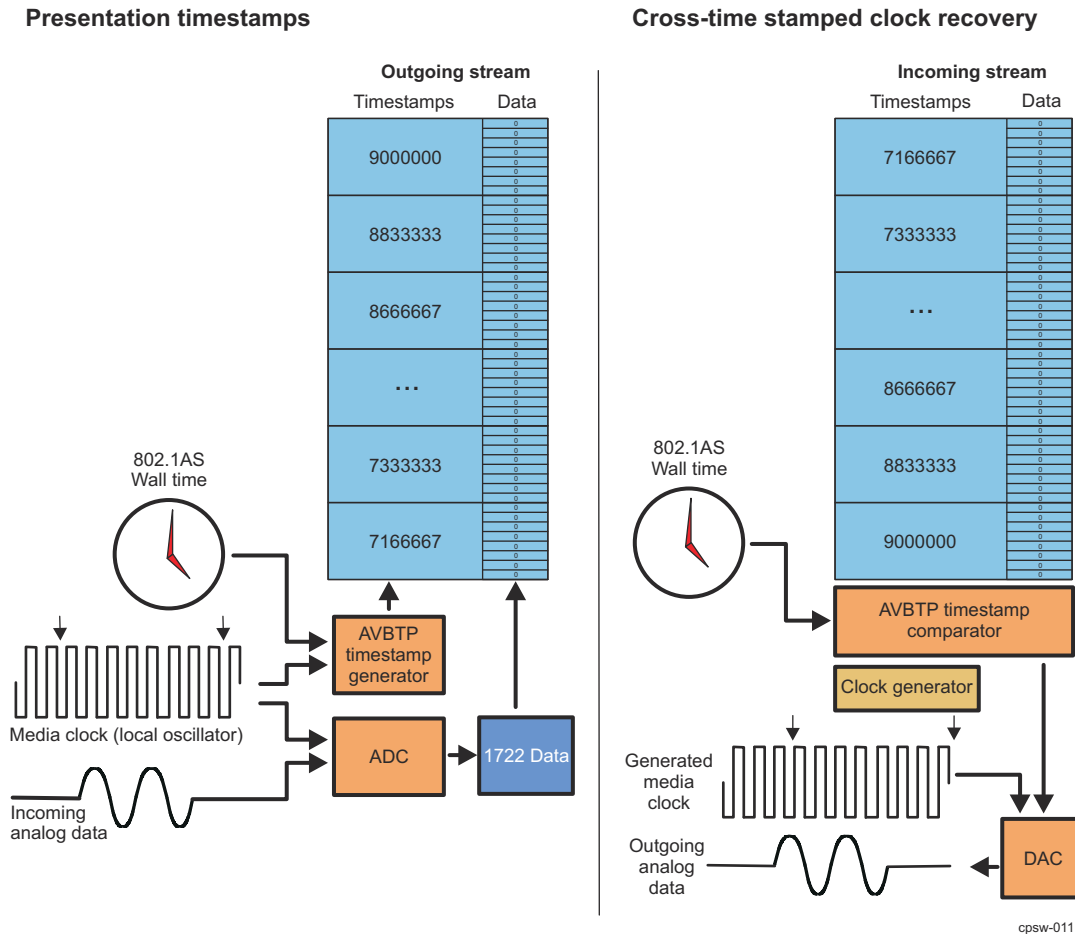 Presentation timestamps
Outgoing stream
Timestamps Data
9000000
8833333
8666667
...
7333333
7166667
802.1AS
Wall time
AVBTP
timestamp
generator
Media clock (local oscillator)
ADC
1722 Data
Incoming
analog data
Cross-time stamped clock recovery
Incoming stream
Timestamps Data
7166667
7333333
...
8666667
8833333
9000000
802.1AS
Wall time
AVBTP timestamp
comparator
Clock generator
Generated
media
clock
Outgoing
analog
data
DAC
cpsw-011